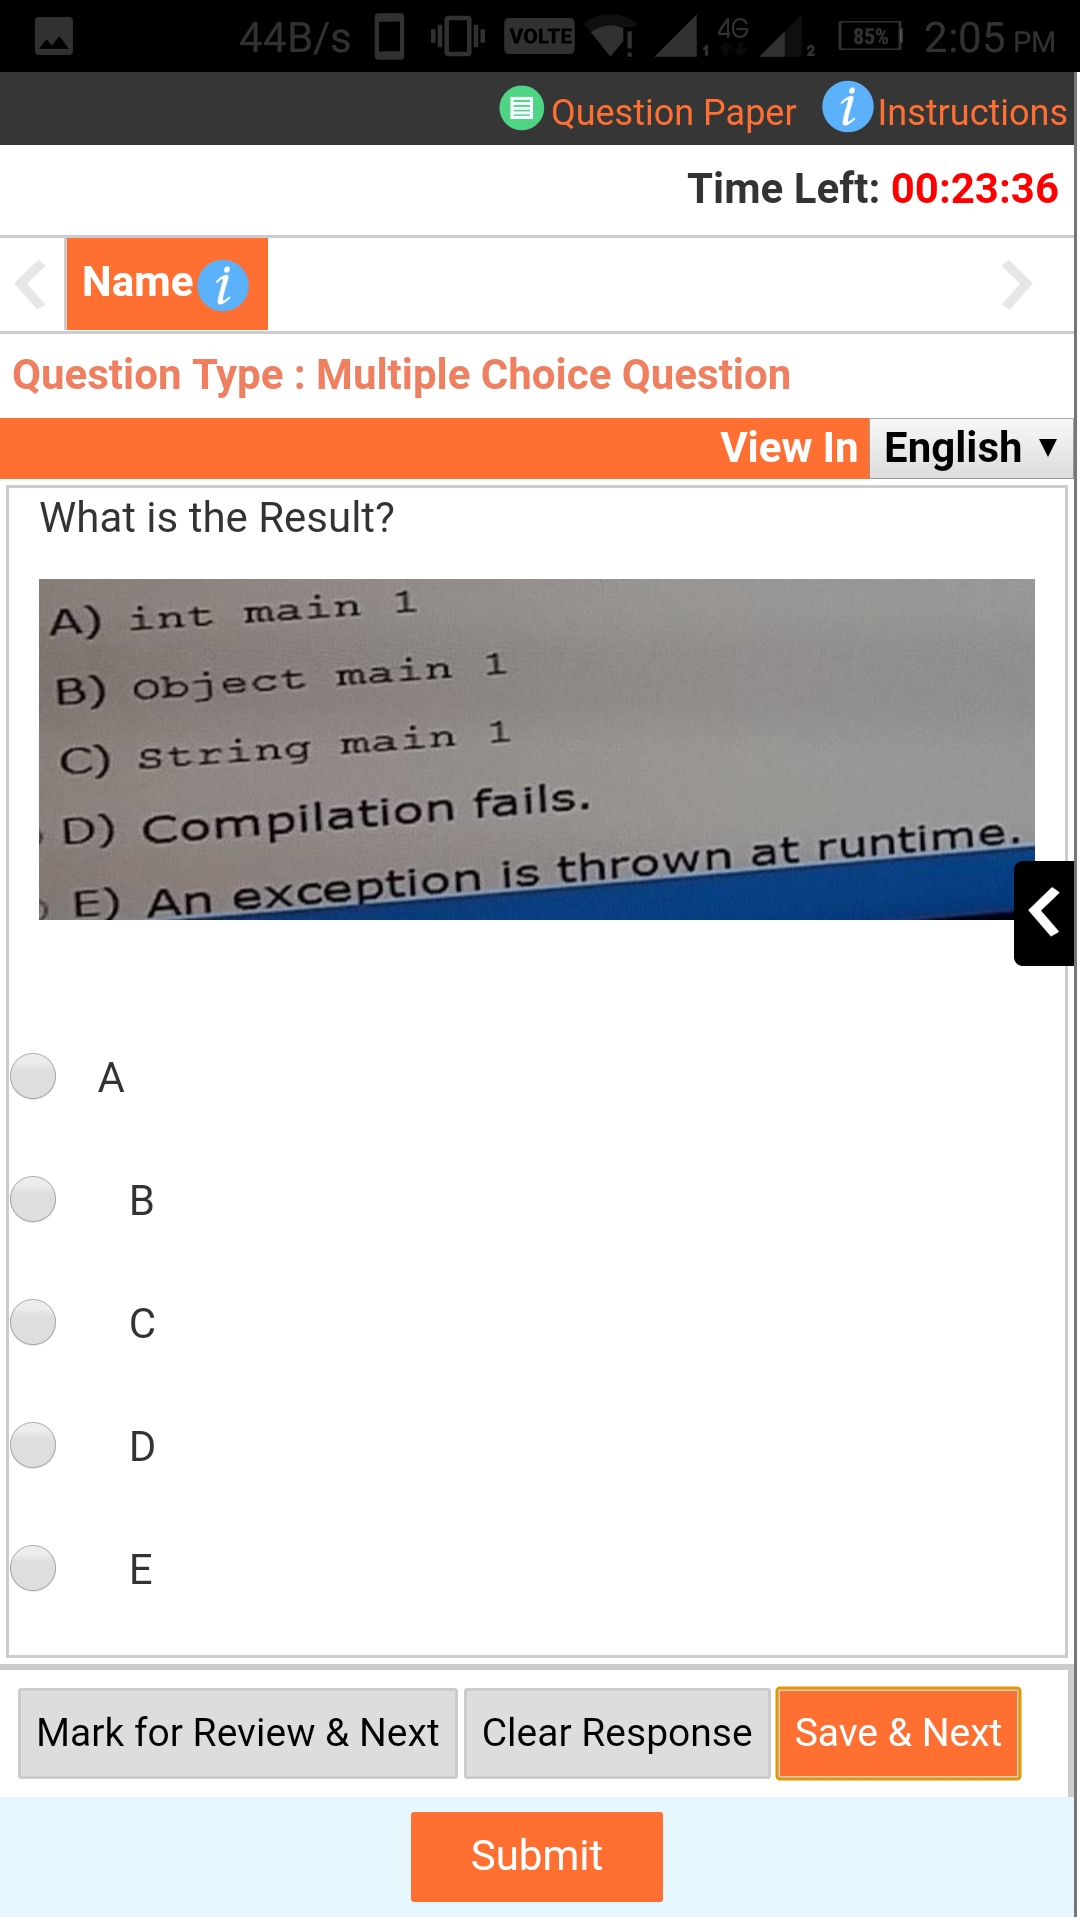 44B/s VOLTE 1 4G 2 85% 2:05 PM
Question Paper i Instructions
Time Left: 00:23:36
Name i
Question Type : Multiple Choice Question
View In English
What is the Result?
A) int main 1
B) Object main 1
C) String main 1
D) Compilation fails.
E) An exception is thrown at runtime.
A
B
C
D
E
Mark for Review & Next Clear Response Save & Next
Submit